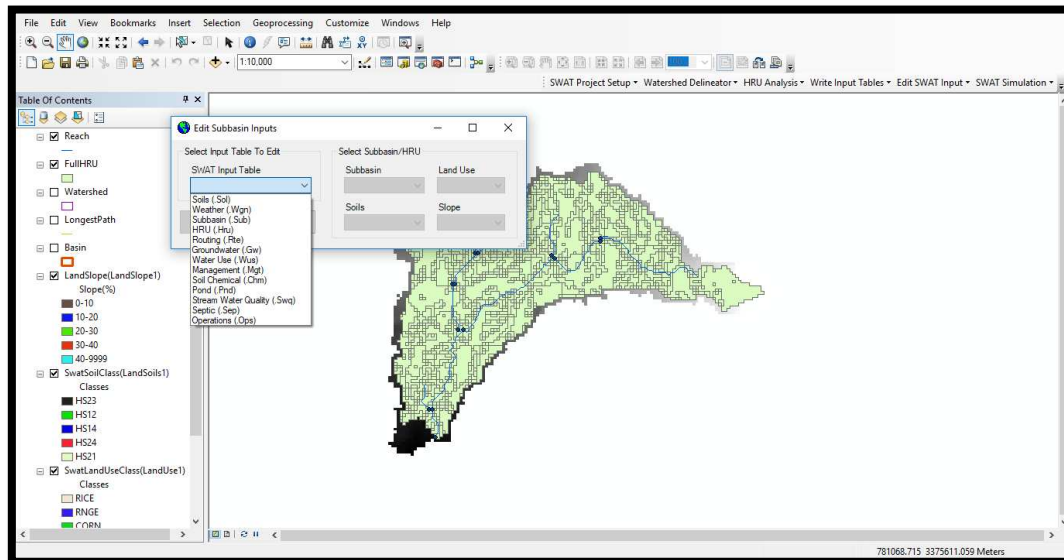 File Edit View Bookmarks Insert Selection Geoprocessing Customize Windows Help
1:10,000
SWAT Project Setup Watershed Delineator HRU Analysis Write Input Tables Edit SWAT Input SWAT Simulation
Table Of Contents
Reach
FullHRU
Watershed
LongestPath
Basin
LandSlope(LandSlope1)
Slope(%)
0-10
10-20
20-30
30-40
40-9999
SwatSoilClass(LandSoils1)
Classes
HS23
HS12
HS14
HS24
HS21
SwatLandUseClass(LandUse1)
Classes
RICE
RNGE
CORN
Edit Subbasin Inputs
Select Input Table To Edit
SWAT Input Table
Soils (.Sol)
Weather (.Wgn)
Subbasin (.Sub)
HRU (.Hru)
Routing (.Rte)
Groundwater (.Gw)
Water Use (.Wus)
Management (.Mgt)
Soil Chemical (.Chm)
Pond (.Pnd)
Stream Water Quality (.Swq)
Septic (.Sep)
Operations (.Ops)
Select Subbasin/HRU
Subbasin Land Use
Soils Slope
781068.715 3375611.059 Meters